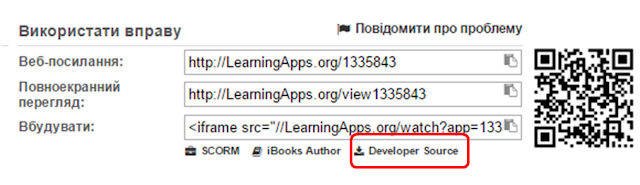 Використати вправу
Повідомити про проблему
Веб-посилання: http://LearningApps.org/1335843
Повноекранний перегляд: http://LearningApps.org/view1335843
Вбудувати: <iframe src="//LearningApps.org/watch?app=133
SCORM iBooks Author Developer Source